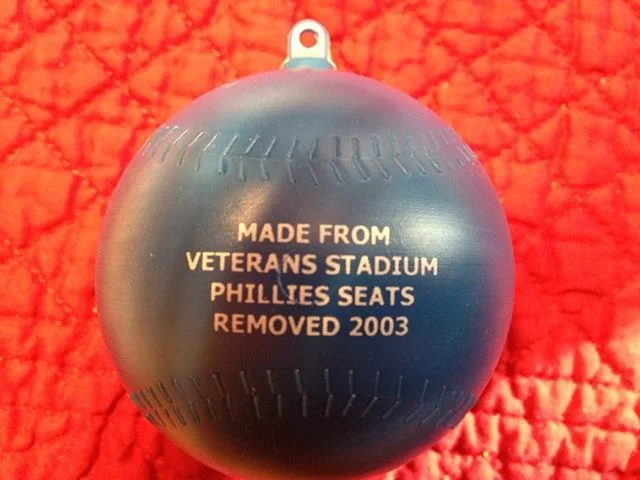 MADE FROM
VETERANS STADIUM
PHILLIES SEATS
REMOVED 2003